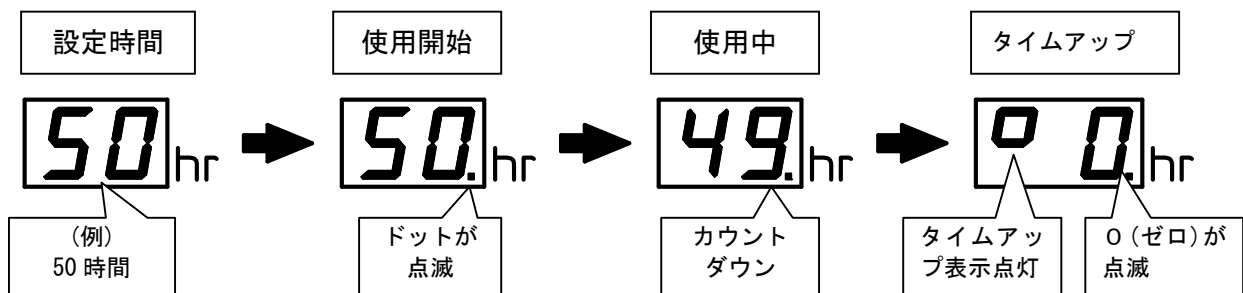 設定時間
使用開始
使用中
タイムアップ
50hr
50.hr
49.hr
o 0.hr
(例)
50時間
ドットが
点滅
カウント
ダウン
タイムアッ
プ表示点灯
0(ゼロ)が
点滅